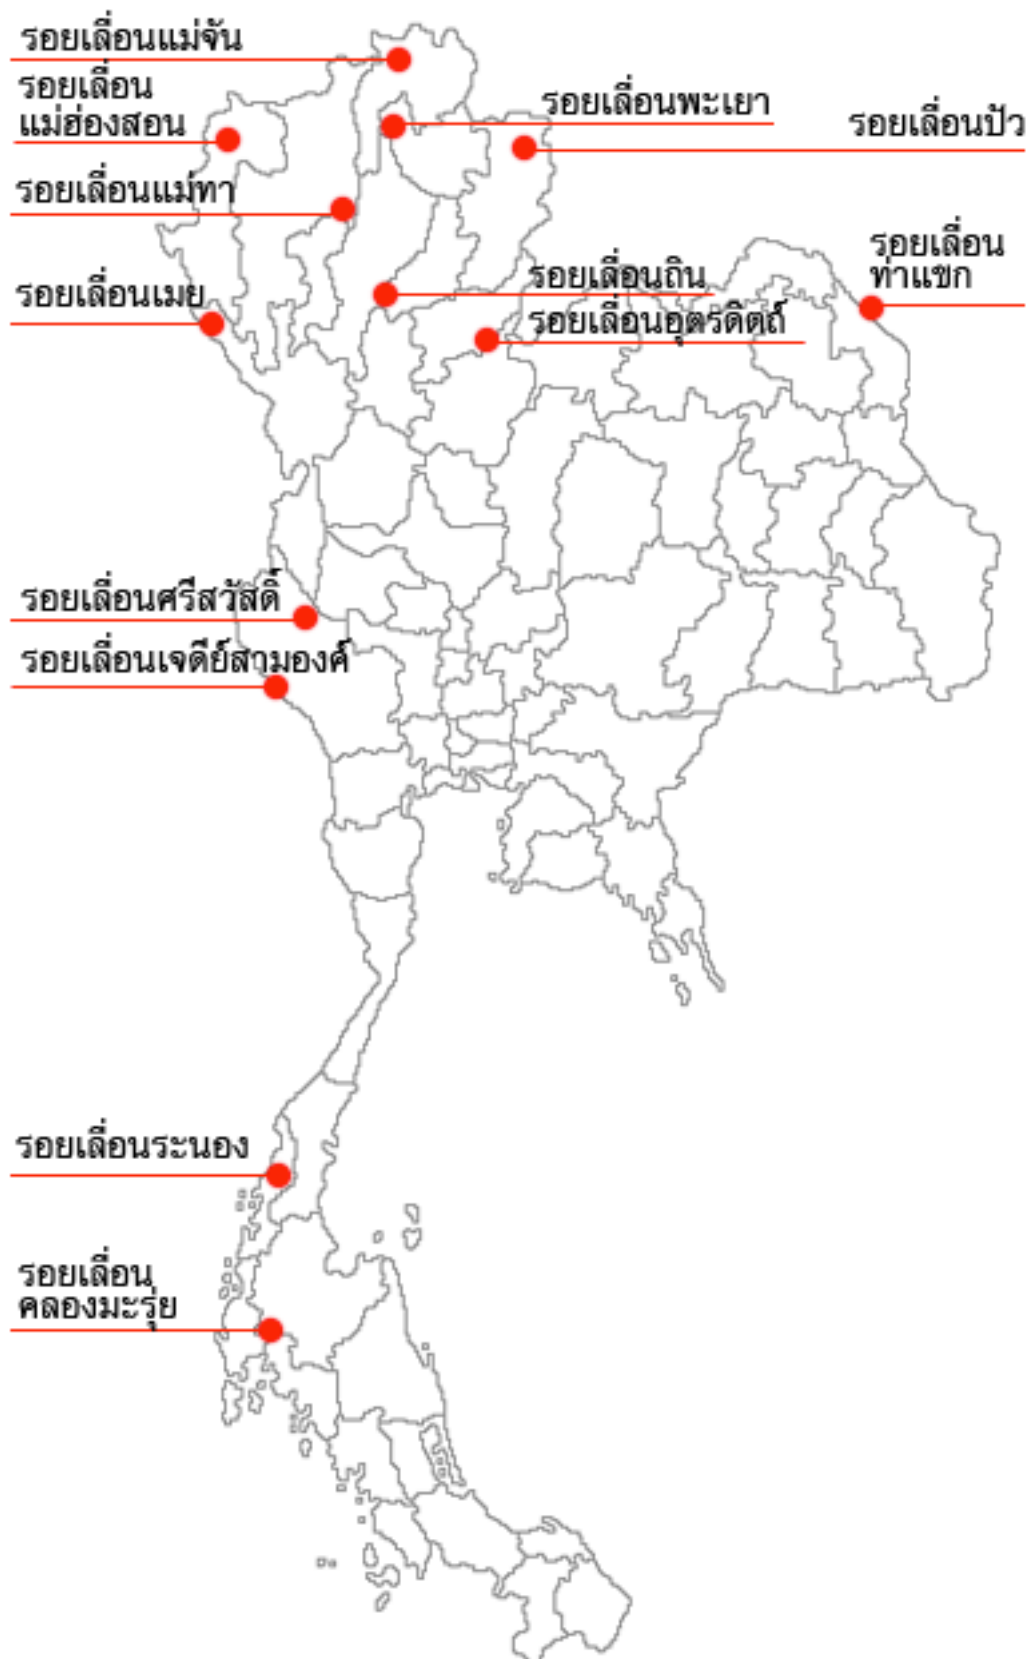 รอยเลื่อนแม่จัน
รอยเลื่อน
แม่ฮ่องสอน
รอยเลื่อนพะเยา
รอยเลื่อนปัว
รอยเลื่อนแม่ทา
รอยเลื่อน
ท่าแขก
รอยเลื่อนเมย
รอยเลื่อนถิน
รอยเลื่อนอุตรดิตถ์
รอยเลื่อนศรีสวัสดิ์
รอยเลื่อนเจดีย์สามองค์
รอยเลื่อนระนอง
รอยเลื่อน
คลองมะรุ่ย